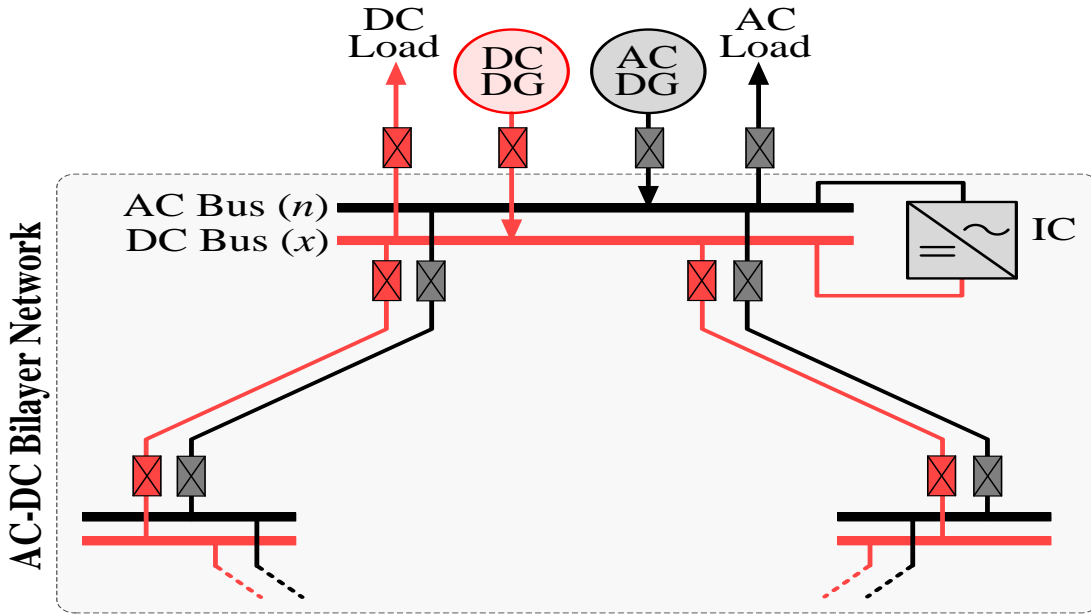 DC
Load
DC
DG
AC
DG
AC
Load
AC Bus (n)
DC Bus (x)
IC
AC-DC Bilayer Network